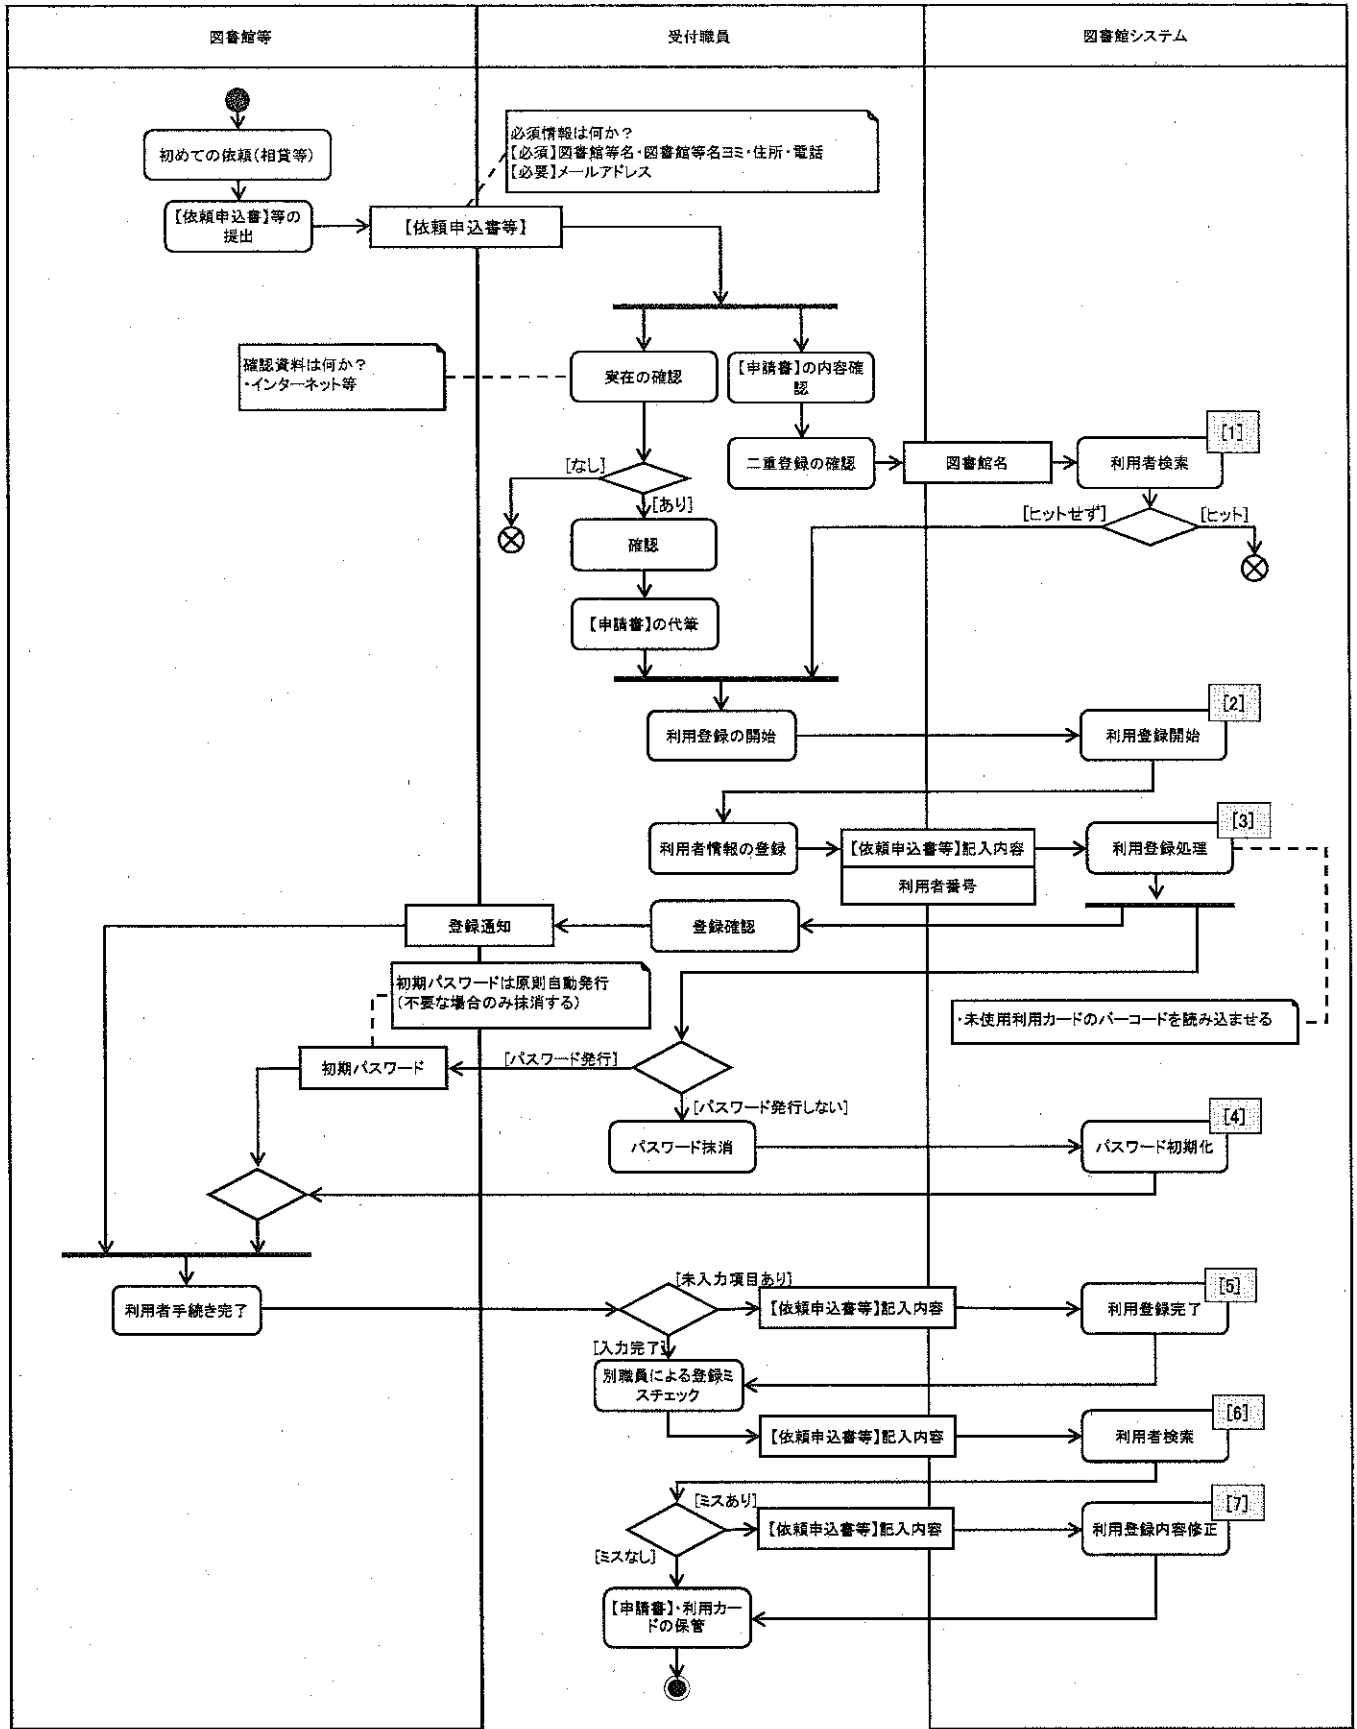 図書館等
受付職員
図書館システム
初めての依頼(相貸等)
必須情報は何か?
【必須】図書館等名・図書館等名ヨミ・住所・電話
【必要】メールアドレス
【依頼申込書】等の
提出
【依頼申込書等】
確認資料は何か?
・インターネット等
実在の確認
【申請書】の内容確
認
[1]
二重登録の確認
図書館名
利用者検索
[なし]
[あり]
[ヒットせず]
[ヒット]
確認
【申請書】の代筆
[2]
利用登録の開始
利用登録開始
[3]
利用者情報の登録
【依頼申込書等】記入内容
利用者番号
利用登録処理
登録通知
登録確認
初期パスワードは原則自動発行
(不要な場合のみ抹消する)
・未使用利用カードのバーコードを読み込ませる
初期パスワード
[パスワード発行]
[パスワード発行しない]
[4]
パスワード抹消
パスワード初期化
[未入力項目あり]
[5]
利用者手続き完了
【依頼申込書等】記入内容
利用登録完了
[入力完了]
別職員による登録ミ
スチェック
[6]
【依頼申込書等】記入内容
利用者検索
[ミスあり]
[7]
【依頼申込書等】記入内容
利用登録内容修正
[ミスなし]
【申請書】・利用カー
ドの保管